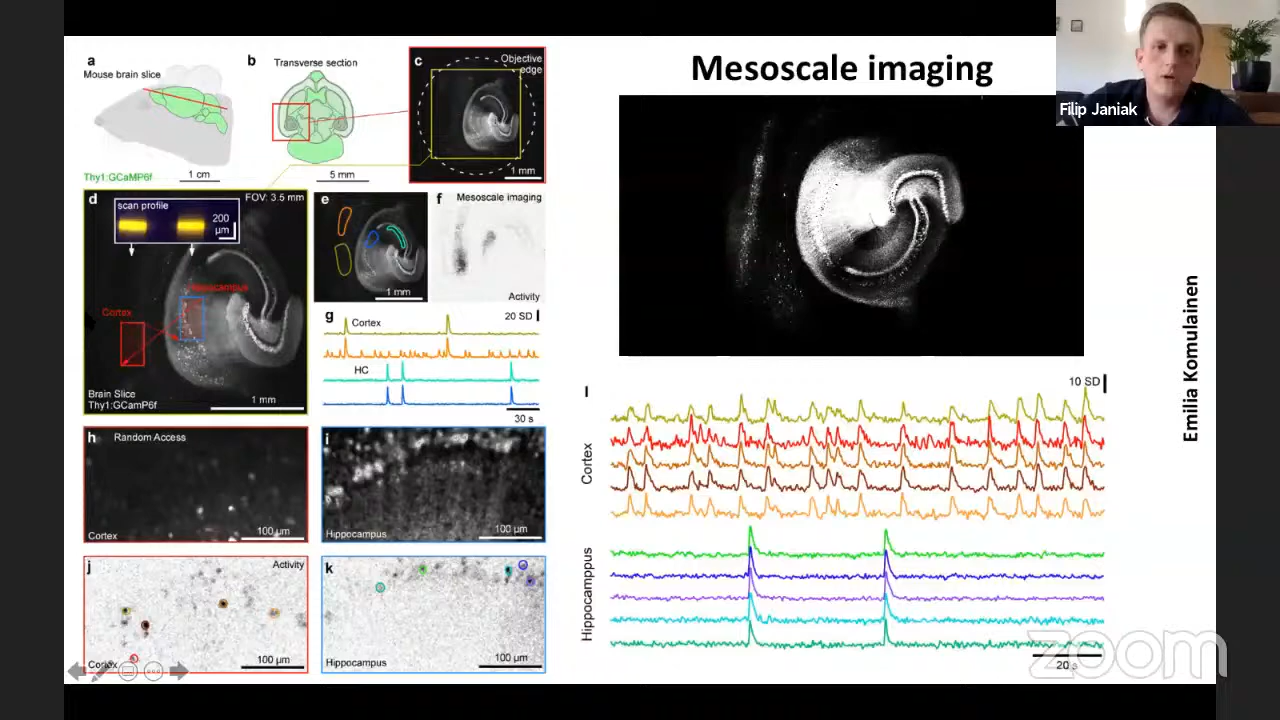 Mesoscale imaging
Filip Janiak
a
Mouse brain slice
Thy1:GCaMP6f
1 cm
b
Transverse section
5 mm
c
Objective
edge
1 mm
d
FOV: 3.5 mm
scan profile
200
µm
Hippocampus
Cortex
Brain Slice
Thy1:GCamP6f
1 mm
e
1 mm
f
Mesoscale imaging
Activity
g
20 SD
Cortex
HC
30 s
h
Random Access
Cortex
100 µm
i
Hippocampus
100 µm
j
Activity
Cortex
100 µm
k
Hippocampus
100 µm
l
10 SD
Cortex
Hippocamppus
20 s
Emilia Komulainen
zoom